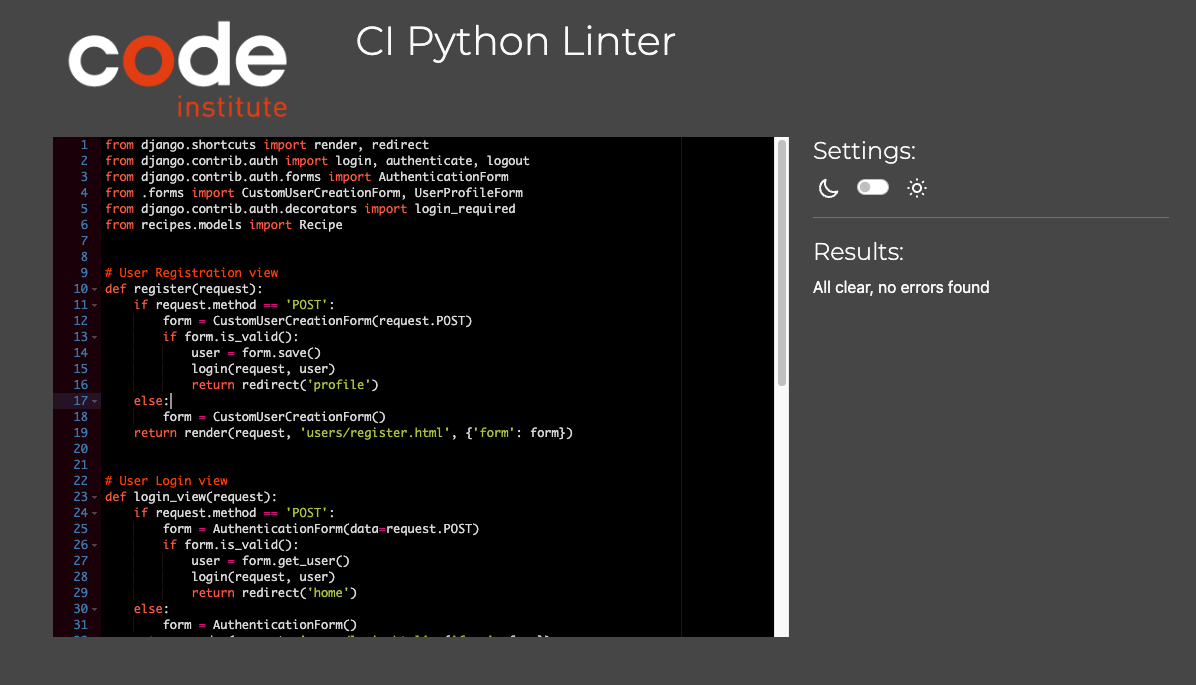 code
institute
CI Python Linter
1 from django.shortcuts import render, redirect
2 from django.contrib.auth import login, authenticate, logout
3 from django.contrib.auth.forms import AuthenticationForm
4 from .forms import CustomUserCreationForm, UserProfileForm
5 from django.contrib.auth.decorators import login_required
6 from recipes.models import Recipe
7
8
9 # User Registration view
10 def register(request):
11     if request.method == 'POST':
12         form = CustomUserCreationForm(request.POST)
13         if form.is_valid():
14             user = form.save()
15             login(request, user)
16             return redirect('profile')
17     else:
18         form = CustomUserCreationForm()
19     return render(request, 'users/register.html', {'form': form})
20
21
22 # User Login view
23 def login_view(request):
24     if request.method == 'POST':
25         form = AuthenticationForm(data=request.POST)
26         if form.is_valid():
27             user = form.get_user()
28             login(request, user)
29             return redirect('home')
30     else:
31         form = AuthenticationForm()
Settings:
Results:
All clear, no errors found